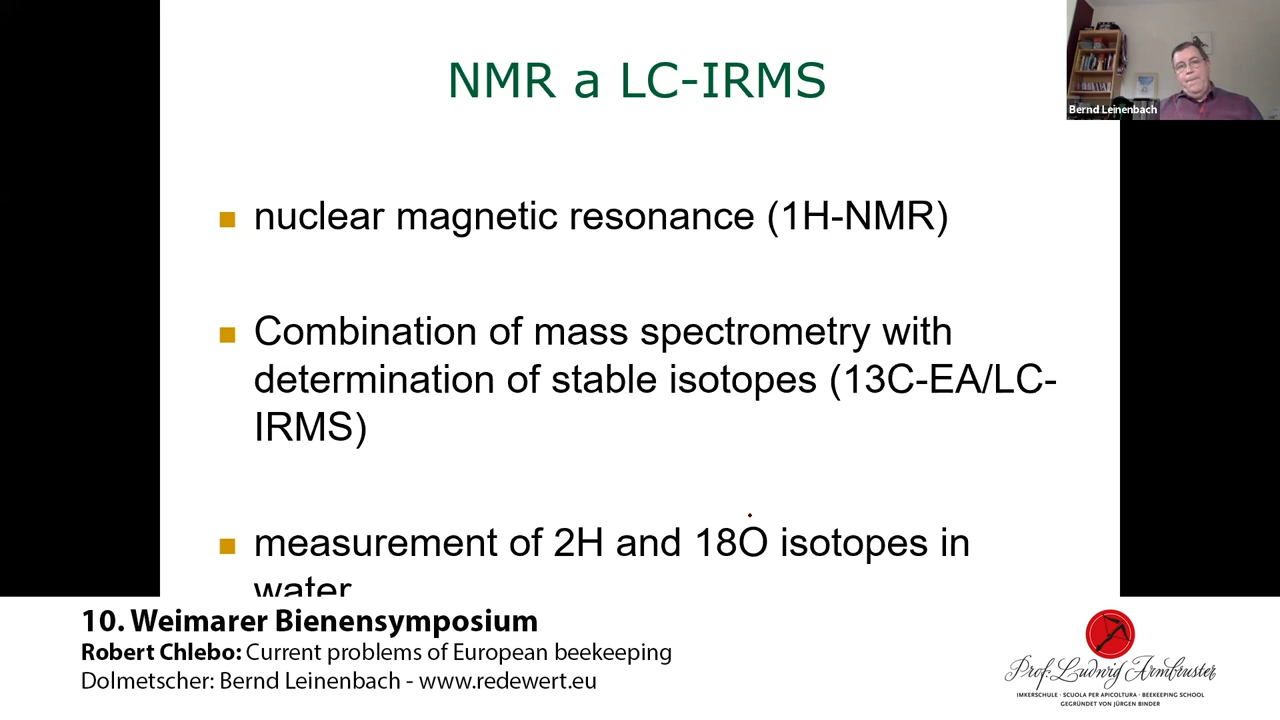 NMR a LC-IRMS
Bernd Leinenbach
nuclear magnetic resonance (1H-NMR)
Combination of mass spectrometry with
determination of stable isotopes (13C-EA/LC-
IRMS)
measurement of 2H and 18O isotopes in
water
10. Weimarer Bienensymposium
Robert Chlebo: Current problems of European beekeeping
Dolmetscher: Bernd Leinenbach - www.redewert.eu
Prof. Ludwig Armbruster
IMKERSCHULE · SCUOLA PER APICOLTURA · BEEKEEPING SCHOOL
GEGRÜNDET VON JÜRGEN BINDER